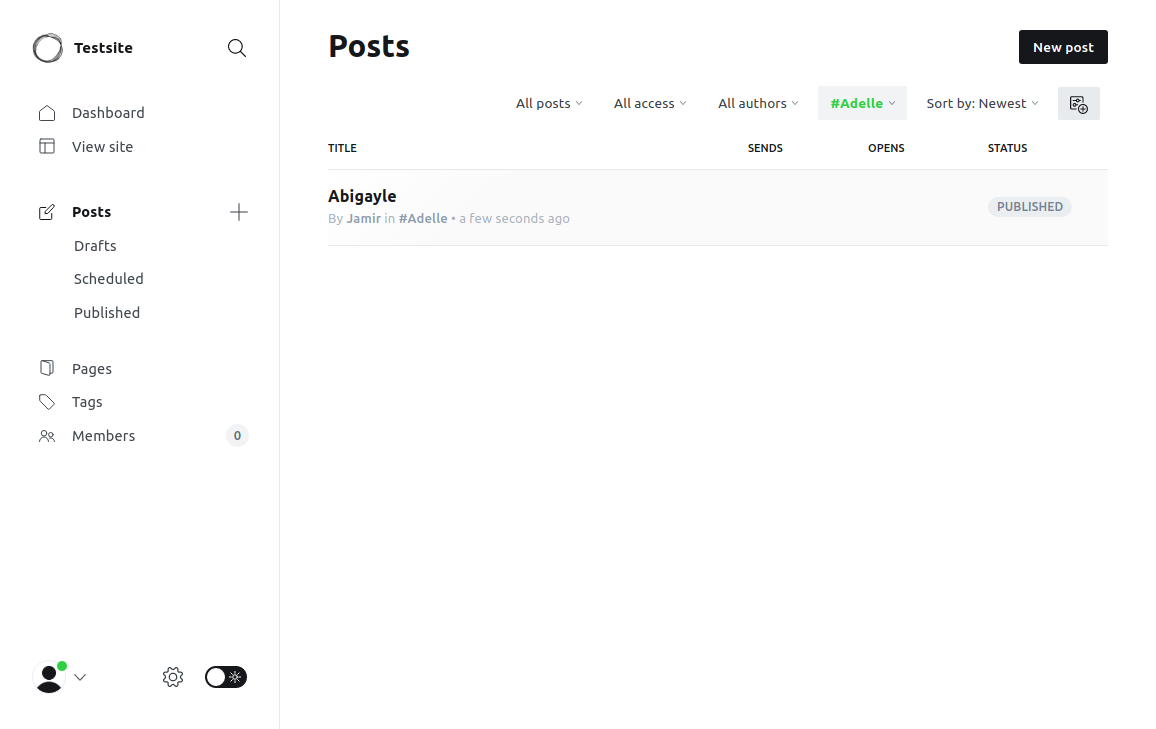 Testsite
Dashboard
View site
Posts
Drafts
Scheduled
Published
Pages
Tags
Members
0
Posts
New post
All posts
All access
All authors
#Adelle
Sort by: Newest
TITLE
SENDS
OPENS
STATUS
Abigayle
By Jamir in #Adelle • a few seconds ago
PUBLISHED